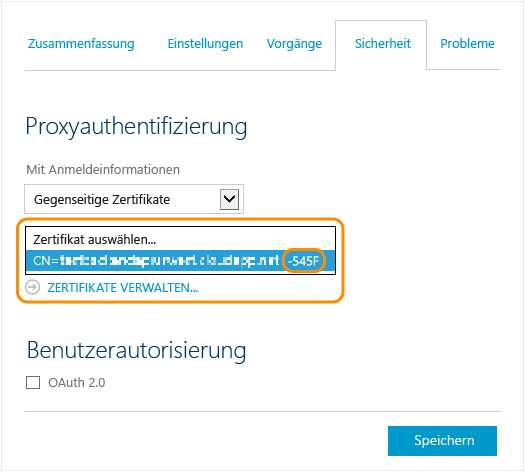 Zusammenfassung Einstellungen Vorgänge Sicherheit Probleme
Proxyauthentifizierung
Mit Anmeldeinformationen
Gegenseitige Zertifikate
Zertifikat auswählen...
CN= -545F
ZERTIFIKATE VERWALTEN...
Benutzerautorisierung
OAuth 2.0
Speichern